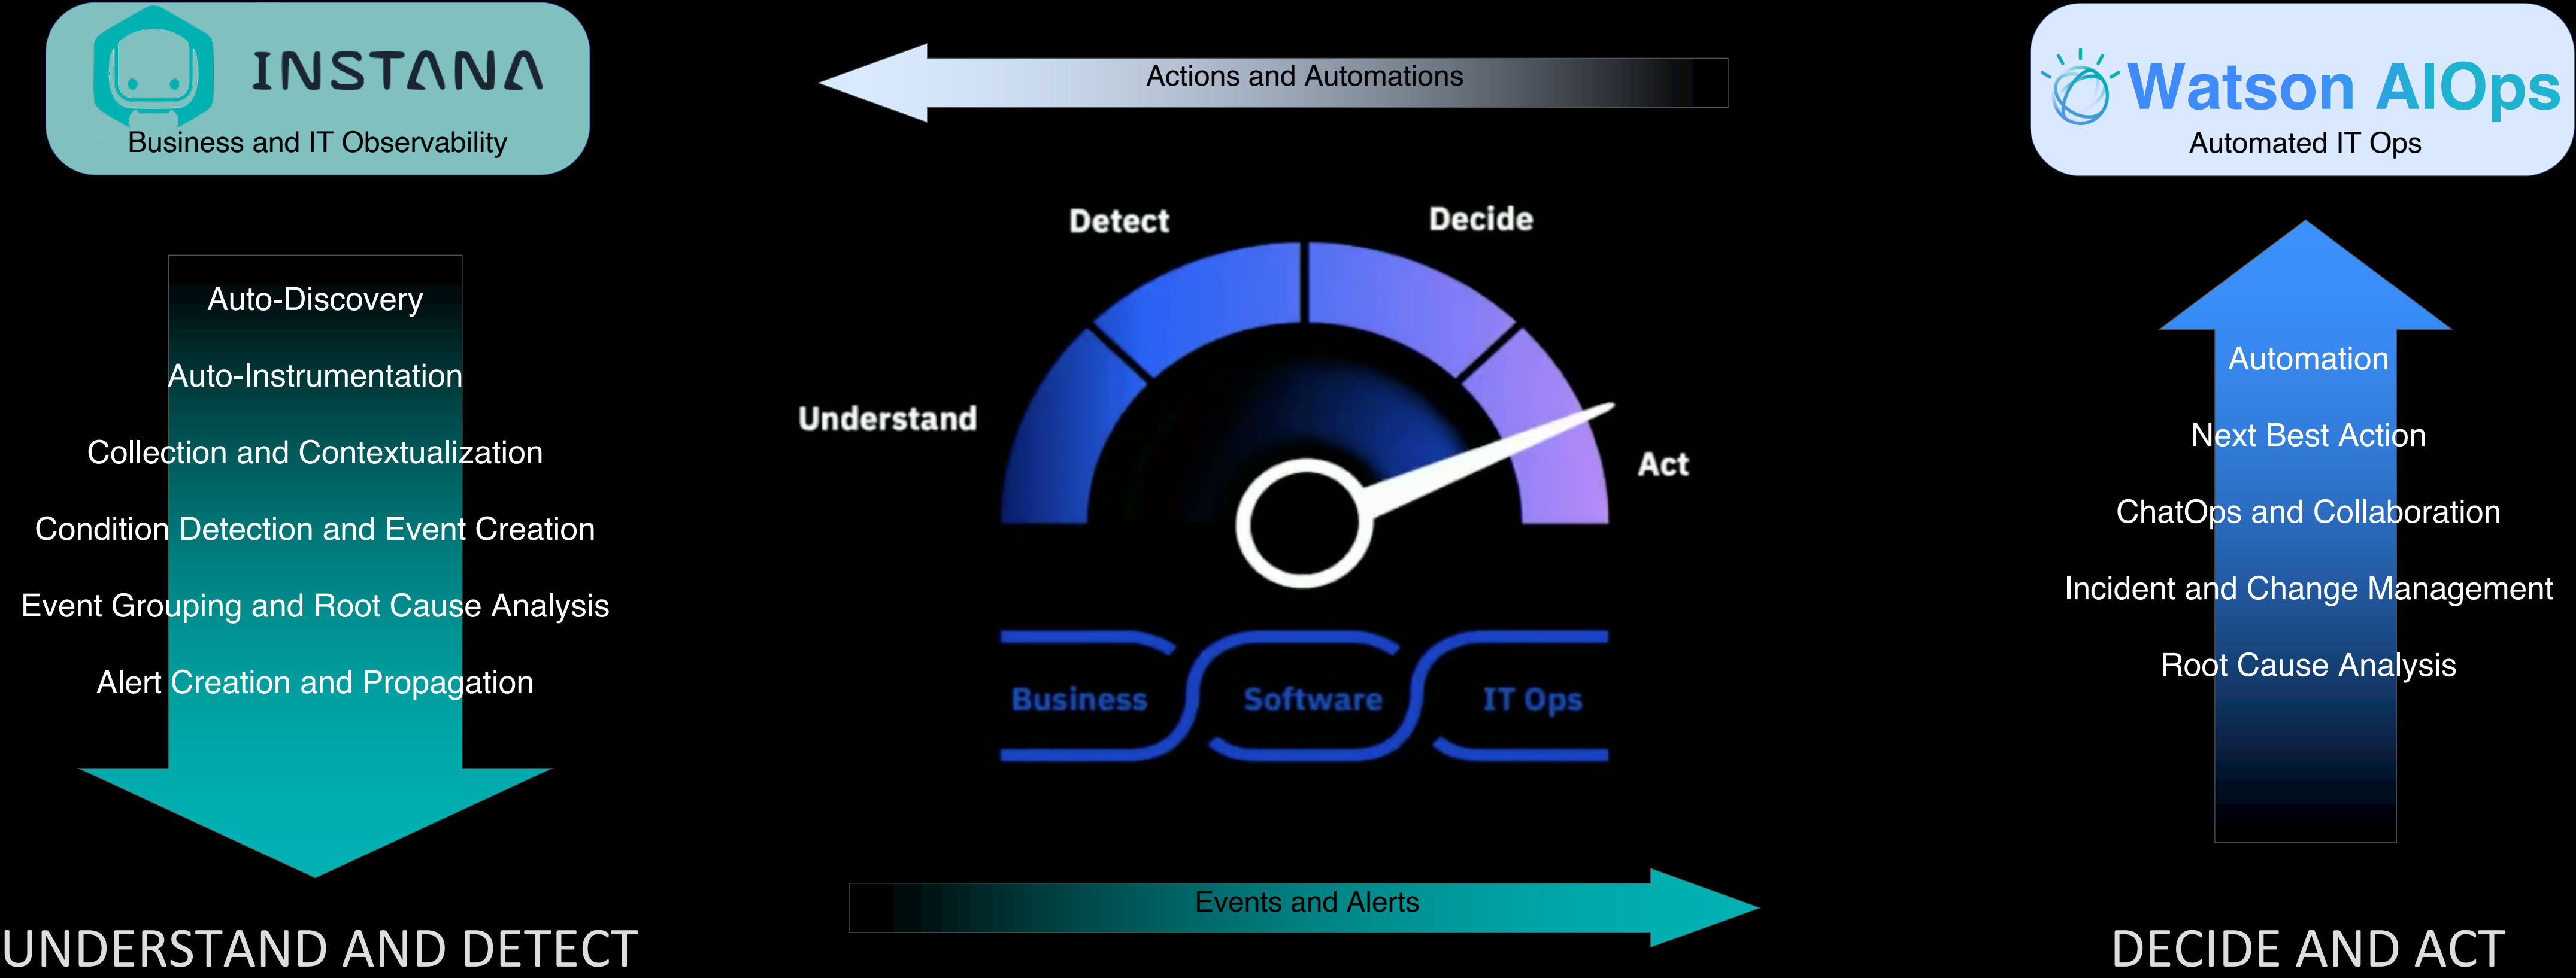 INSTANA
Business and IT Observability
Auto-Discovery
Auto-Instrumentation
Collection and Contextualization
Condition Detection and Event Creation
Event Grouping and Root Cause Analysis
Alert Creation and Propagation
UNDERSTAND AND DETECT
Actions and Automations
Detect
Decide
Understand
Act
Business
Software
IT Ops
Events and Alerts
Watson AIOps
Automated IT Ops
Automation
Next Best Action
ChatOps and Collaboration
Incident and Change Management
Root Cause Analysis
DECIDE AND ACT